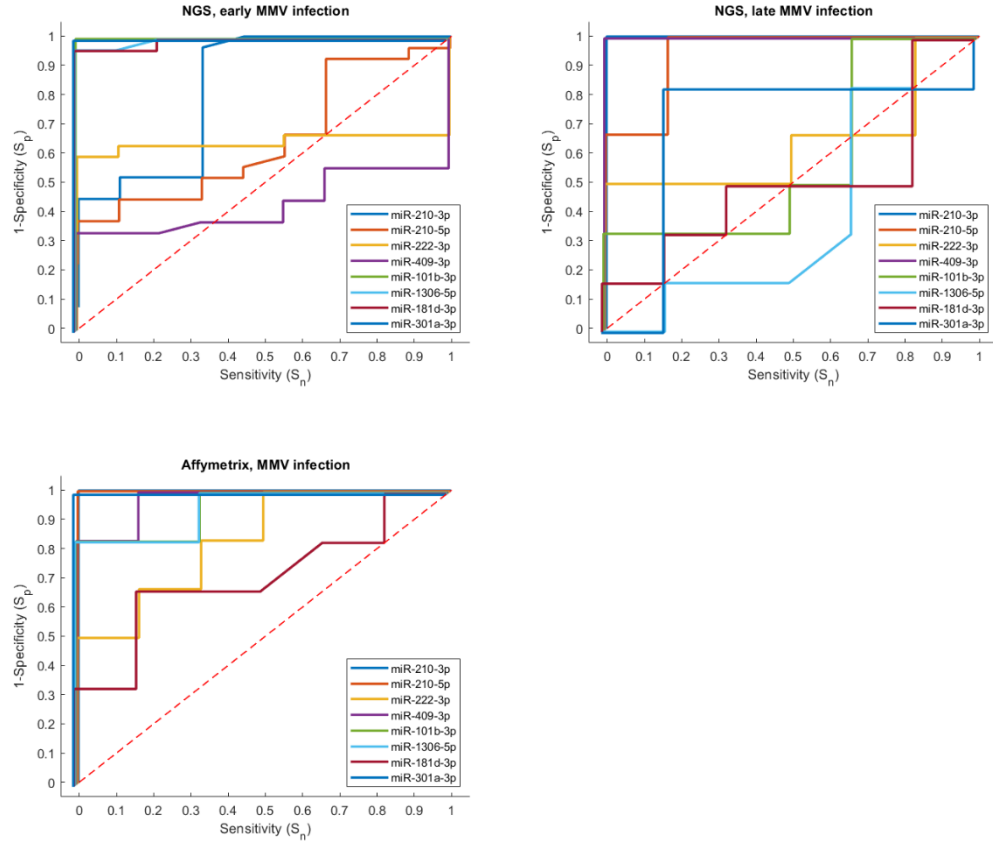 NGS, early MMV infection
1
0.9
0.8
0.7
0.6
0.5
0.4
0.3
0.2
0.1
0
1-Specificity (Sp)
miR-210-3p
miR-210-5p
miR-222-3p
miR-409-3p
miR-101b-3p
miR-1306-5p
miR-181d-3p
miR-301a-3p
0 0.1 0.2 0.3 0.4 0.5 0.6 0.7 0.8 0.9 1
Sensitivity (Sn)
NGS, late MMV infection
1
0.9
0.8
0.7
0.6
0.5
0.4
0.3
0.2
0.1
0
1-Specificity (Sp)
miR-210-3p
miR-210-5p
miR-222-3p
miR-409-3p
miR-101b-3p
miR-1306-5p
miR-181d-3p
miR-301a-3p
0 0.1 0.2 0.3 0.4 0.5 0.6 0.7 0.8 0.9 1
Sensitivity (Sn)
Affymetrix, MMV infection
1
0.9
0.8
0.7
0.6
0.5
0.4
0.3
0.2
0.1
0
1-Specificity (Sp)
miR-210-3p
miR-210-5p
miR-222-3p
miR-409-3p
miR-101b-3p
miR-1306-5p
miR-181d-3p
miR-301a-3p
0 0.1 0.2 0.3 0.4 0.5 0.6 0.7 0.8 0.9 1
Sensitivity (Sn)